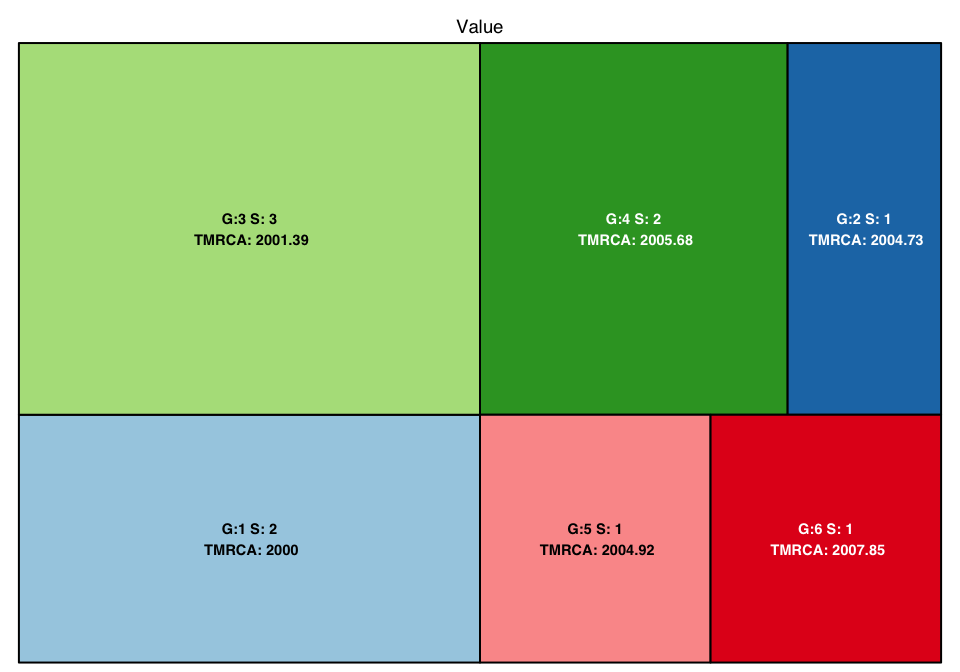 Value
G:3 S: 3
TMRCA: 2001.39
G:4 S: 2
TMRCA: 2005.68
G:2 S: 1
TMRCA: 2004.73
G:1 S: 2
TMRCA: 2000
G:5 S: 1
TMRCA: 2004.92
G:6 S: 1
TMRCA: 2007.85